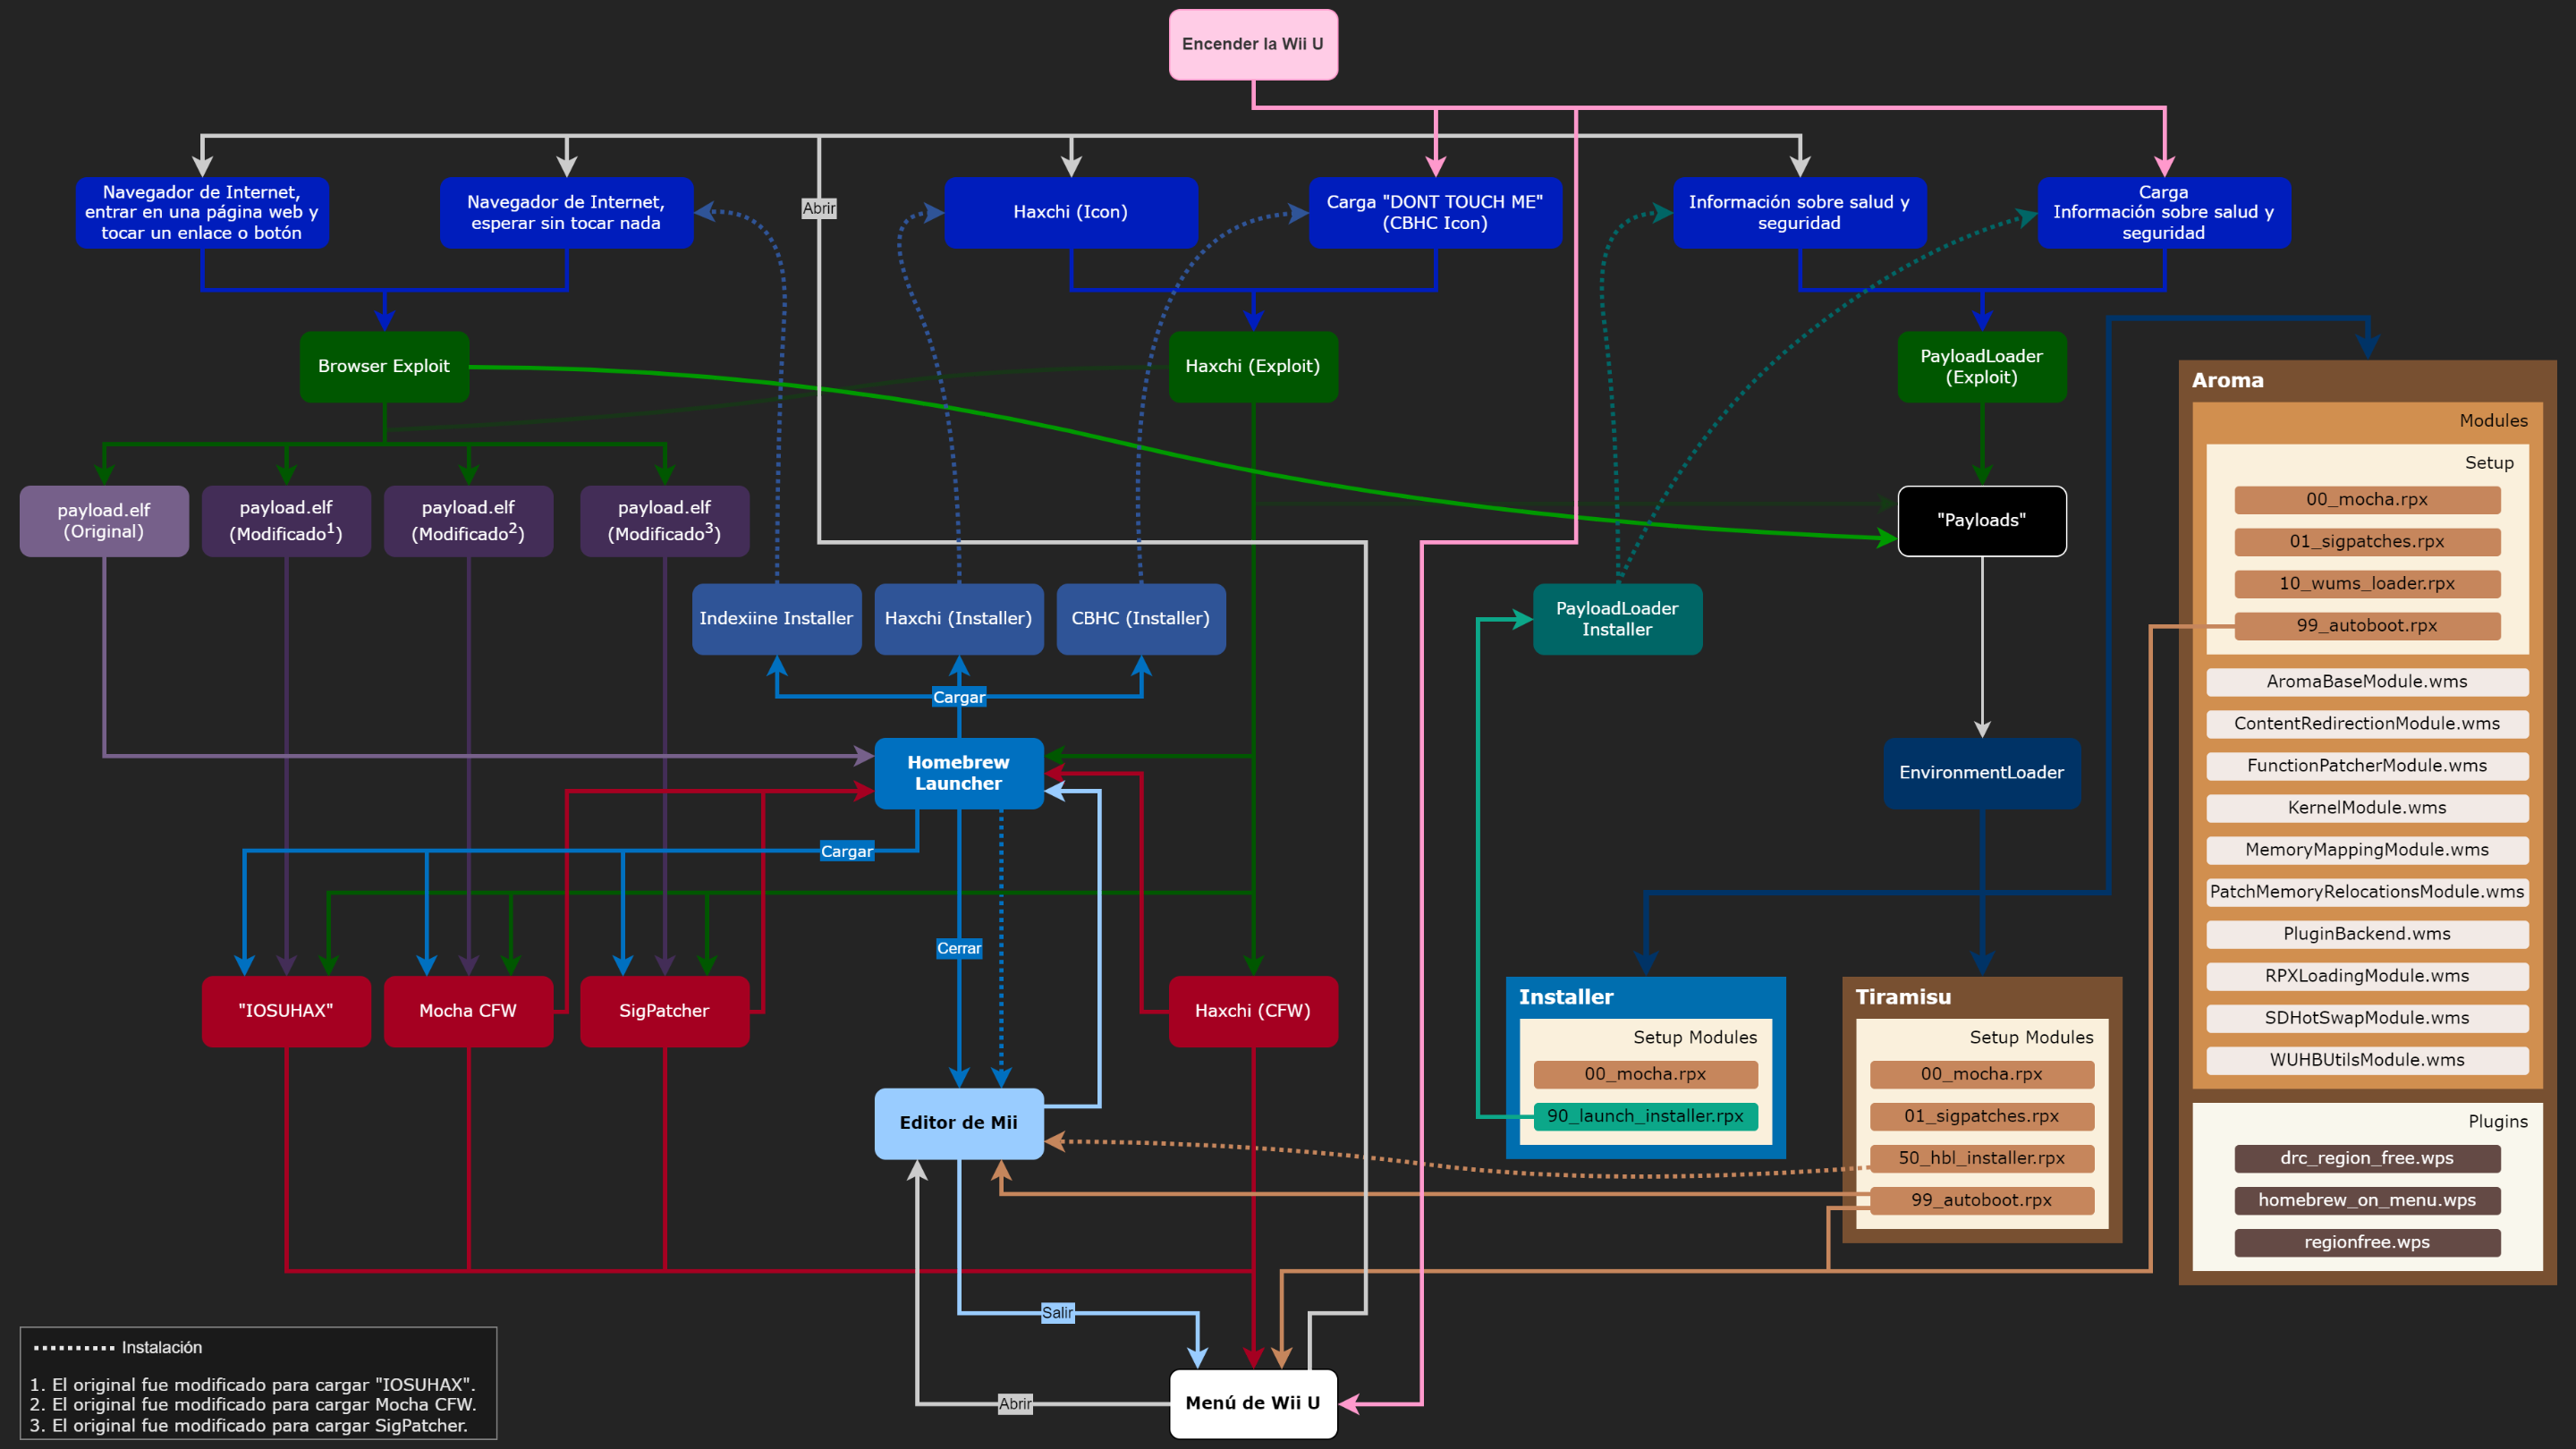 Encender la Wii U
Navegador de Internet,
entrar en una página web y
tocar un enlace o botón
Navegador de Internet,
esperar sin tocar nada
Abrir
Haxchi (Icon)
Carga "DONT TOUCH ME"
(CBHC Icon)
Información sobre salud y
seguridad
Carga
Información sobre salud y
seguridad
Browser Exploit
Haxchi (Exploit)
PayloadLoader
(Exploit)
payload.elf
(Original)
payload.elf
(Modificado1)
payload.elf
(Modificado2)
payload.elf
(Modificado3)
"Payloads"
Indexiine Installer
Haxchi (Installer)
CBHC (Installer)
PayloadLoader
Installer
Cargar
Homebrew
Launcher
EnvironmentLoader
Cargar
Cerrar
"IOSUHAX"
Mocha CFW
SigPatcher
Haxchi (CFW)
Editor de Mii
Salir
Abrir
Menú de Wii U
Installer
Setup Modules
00_mocha.rpx
90_launch_installer.rpx
Tiramisu
Setup Modules
00_mocha.rpx
01_sigpatches.rpx
50_hbl_installer.rpx
99_autoboot.rpx
Aroma
Modules
Setup
00_mocha.rpx
01_sigpatches.rpx
10_wums_loader.rpx
99_autoboot.rpx
AromaBaseModule.wms
ContentRedirectionModule.wms
FunctionPatcherModule.wms
KernelModule.wms
MemoryMappingModule.wms
PatchMemoryRelocationsModule.wms
PluginBackend.wms
RPXLoadingModule.wms
SDHotSwapModule.wms
WUHBUtilsModule.wms
Plugins
drc_region_free.wps
homebrew_on_menu.wps
regionfree.wps
Instalación
1. El original fue modificado para cargar "IOSUHAX".
2. El original fue modificado para cargar Mocha CFW.
3. El original fue modificado para cargar SigPatcher.